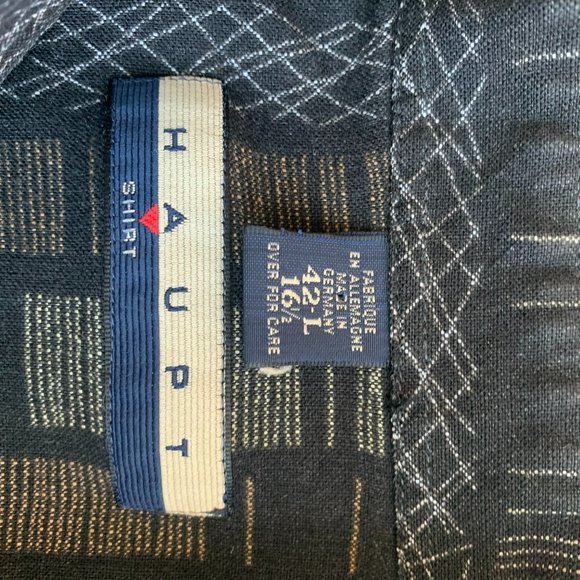 HAUPT
SHIRT
FABRIQUE
EN ALLEMAGNE
MADE IN
GERMANY
42-L
16½
OVER FOR CARE